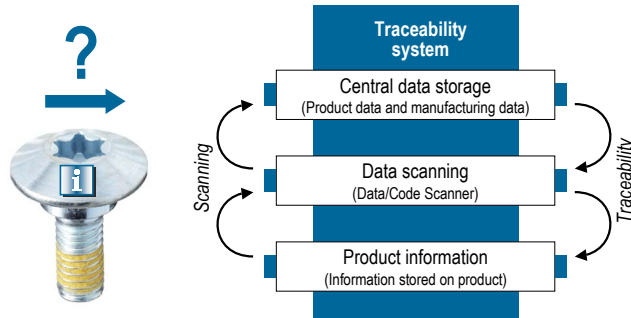 ?
i
Traceability
system
Central data storage
(Product data and manufacturing data)
Data scanning
(Data/Code Scanner)
Product information
(Information stored on product)
Scanning
Traceability